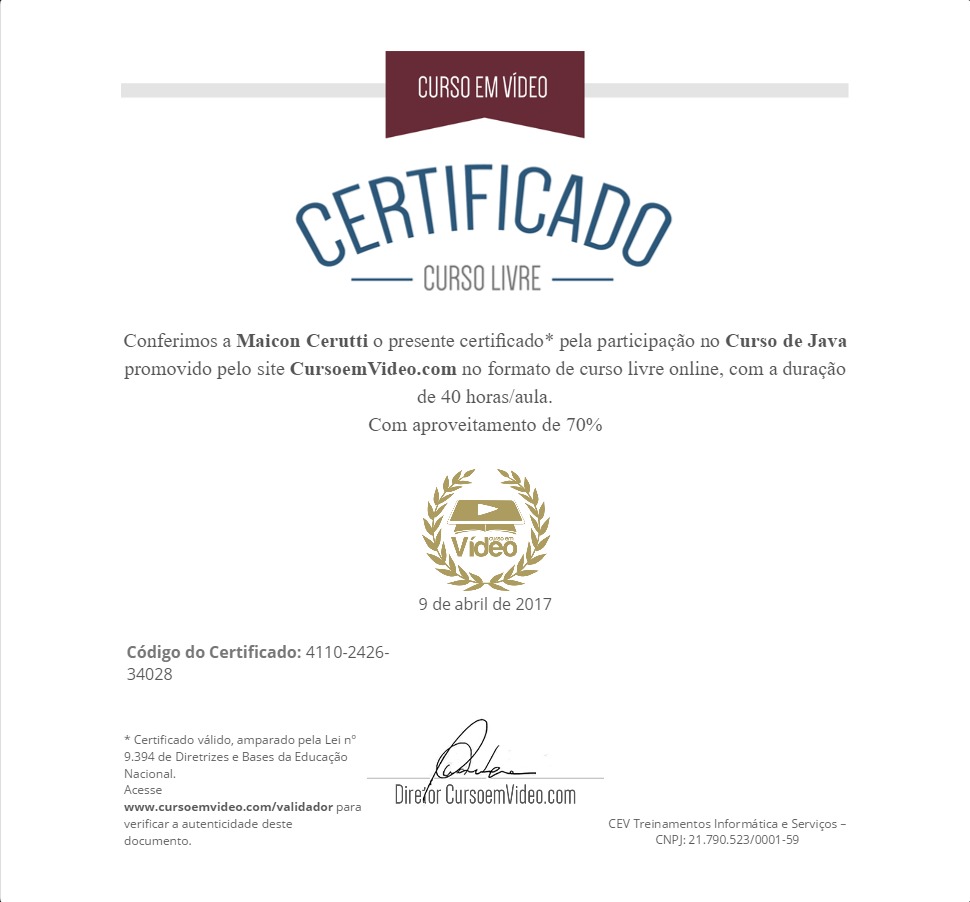 CURSO EM VÍDEO
CERTIFICADO
CURSO LIVRE
Conferimos a Maicon Cerutti o presente certificado* pela participação no Curso de Java
promovido pelo site CursoemVideo.com no formato de curso livre online, com a duração
de 40 horas/aula.
Com aproveitamento de 70%
curso em
Vídeo
9 de abril de 2017
Código do Certificado: 4110-2426-
34028
* Certificado válido, amparado pela Lei nº
9.394 de Diretrizes e Bases da Educação
Nacional.
Acesse
www.cursoemvideo.com/validador para
verificar a autenticidade deste
documento.
Diretor CursoemVideo.com
CEV Treinamentos Informática e Serviços –
CNPJ: 21.790.523/0001-59